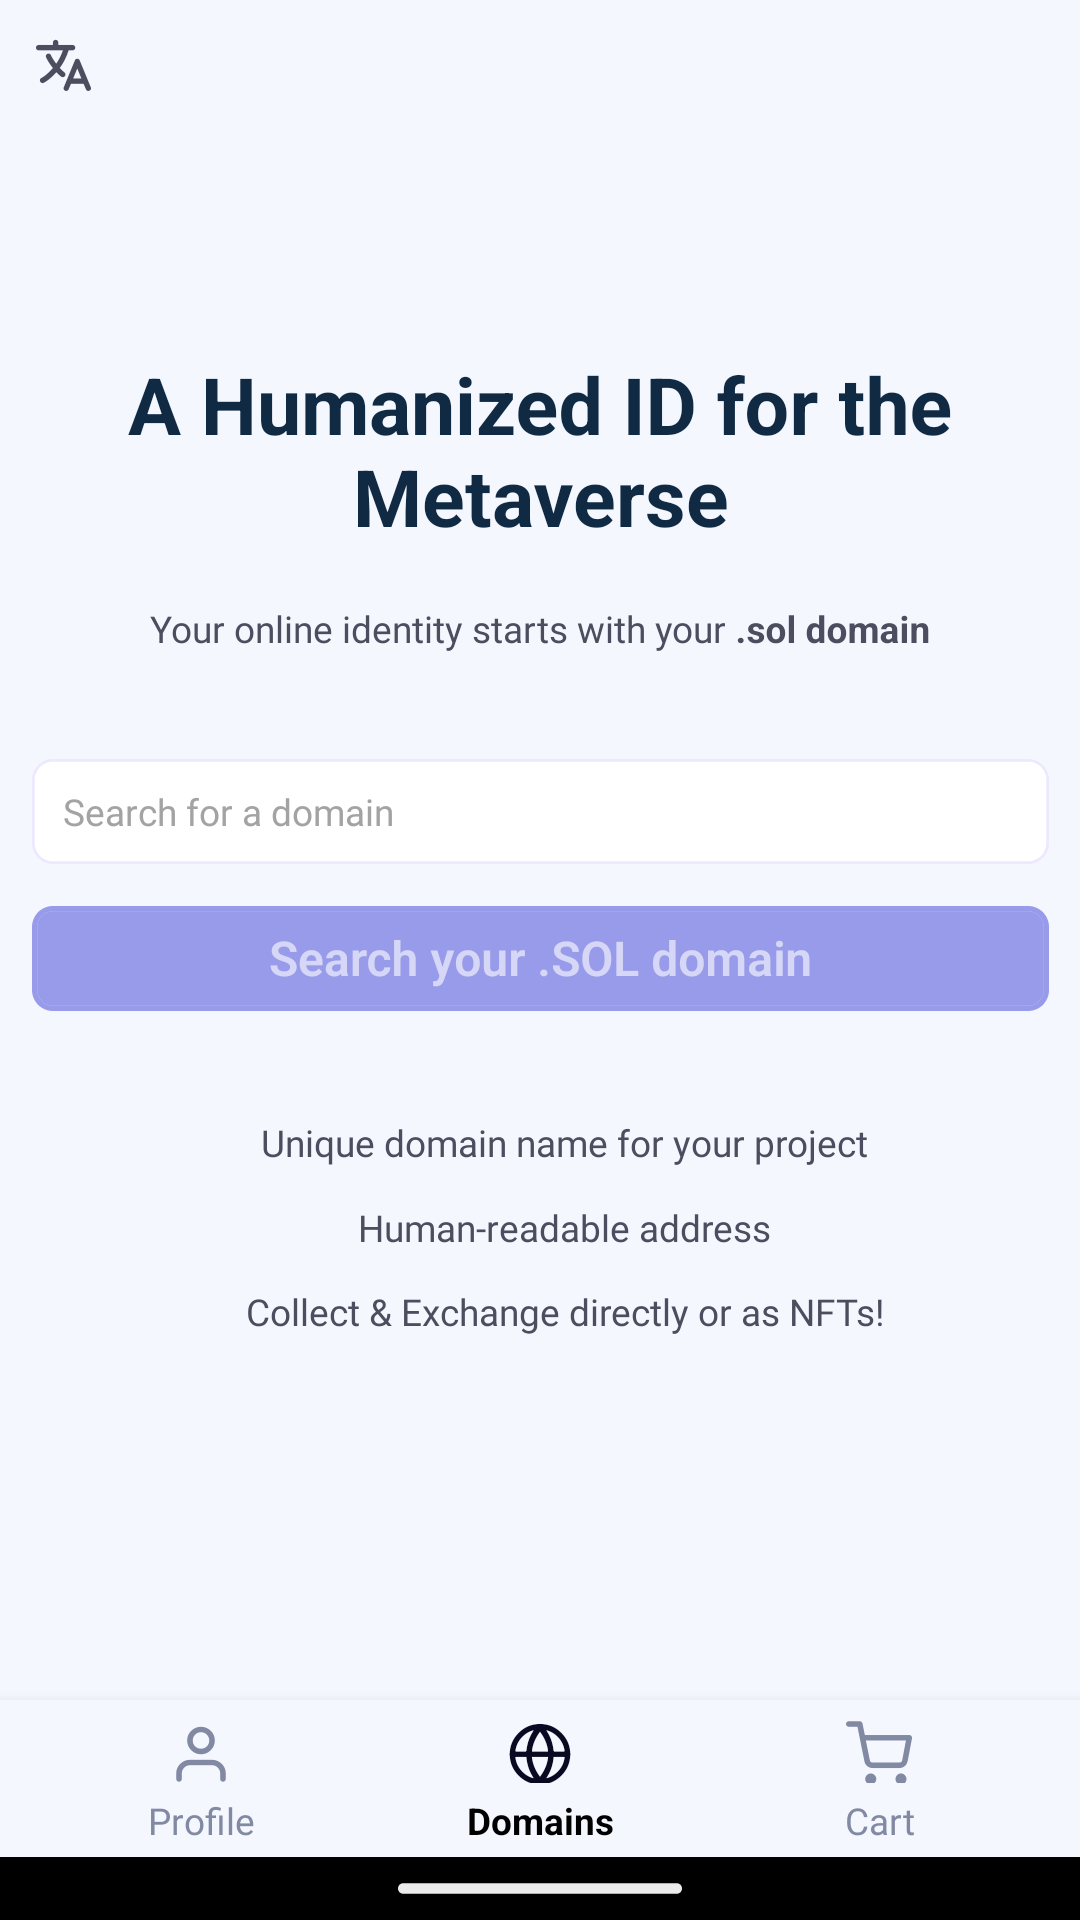 A Humanized ID for the
Metaverse
Your online identity starts with your .sol domain
Search for a domain
Search your .SOL domain
Unique domain name for your project
Human-readable address
Collect & Exchange directly or as NFTs!
Profile
Domains
Cart